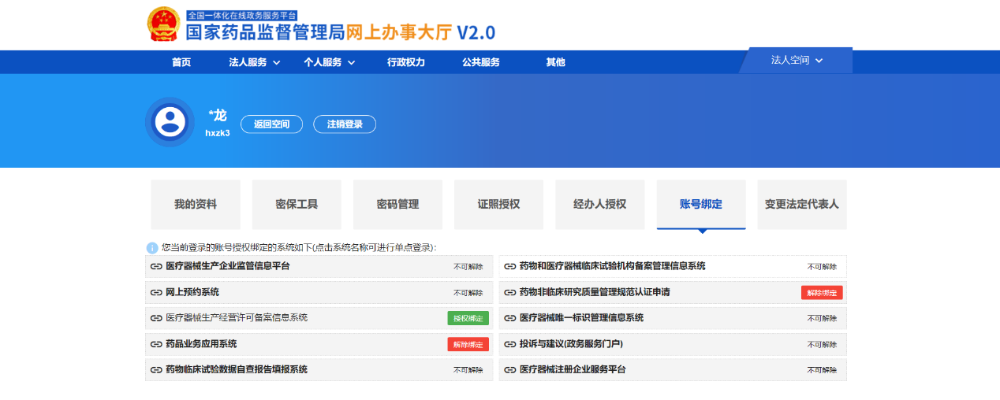 全国一体化在线政务服务平台
国家药品监督管理局网上办事大厅 V2.0
首页 法人服务 个人服务 行政权力 公共服务 其他 法人空间
*龙
hxzk3
返回空间 注销登录
我的资料 密保工具 密码管理 证照授权 经办人授权 账号绑定 变更法定代表人
您当前登录的账号授权绑定的系统如下(点击系统名称可进行单点登录):
医疗器械生产企业监管信息平台 不可解除 药物和医疗器械临床试验机构备案管理信息系统 不可解除
网上预约系统 不可解除 药物非临床研究质量管理规范认证申请 解除绑定
医疗器械生产经营许可备案信息系统 授权绑定 医疗器械唯一标识管理信息系统 不可解除
药品业务应用系统 解除绑定 投诉与建议(政务服务门户) 不可解除
药物临床试验数据自查报告填报系统 不可解除 医疗器械注册企业服务平台 不可解除